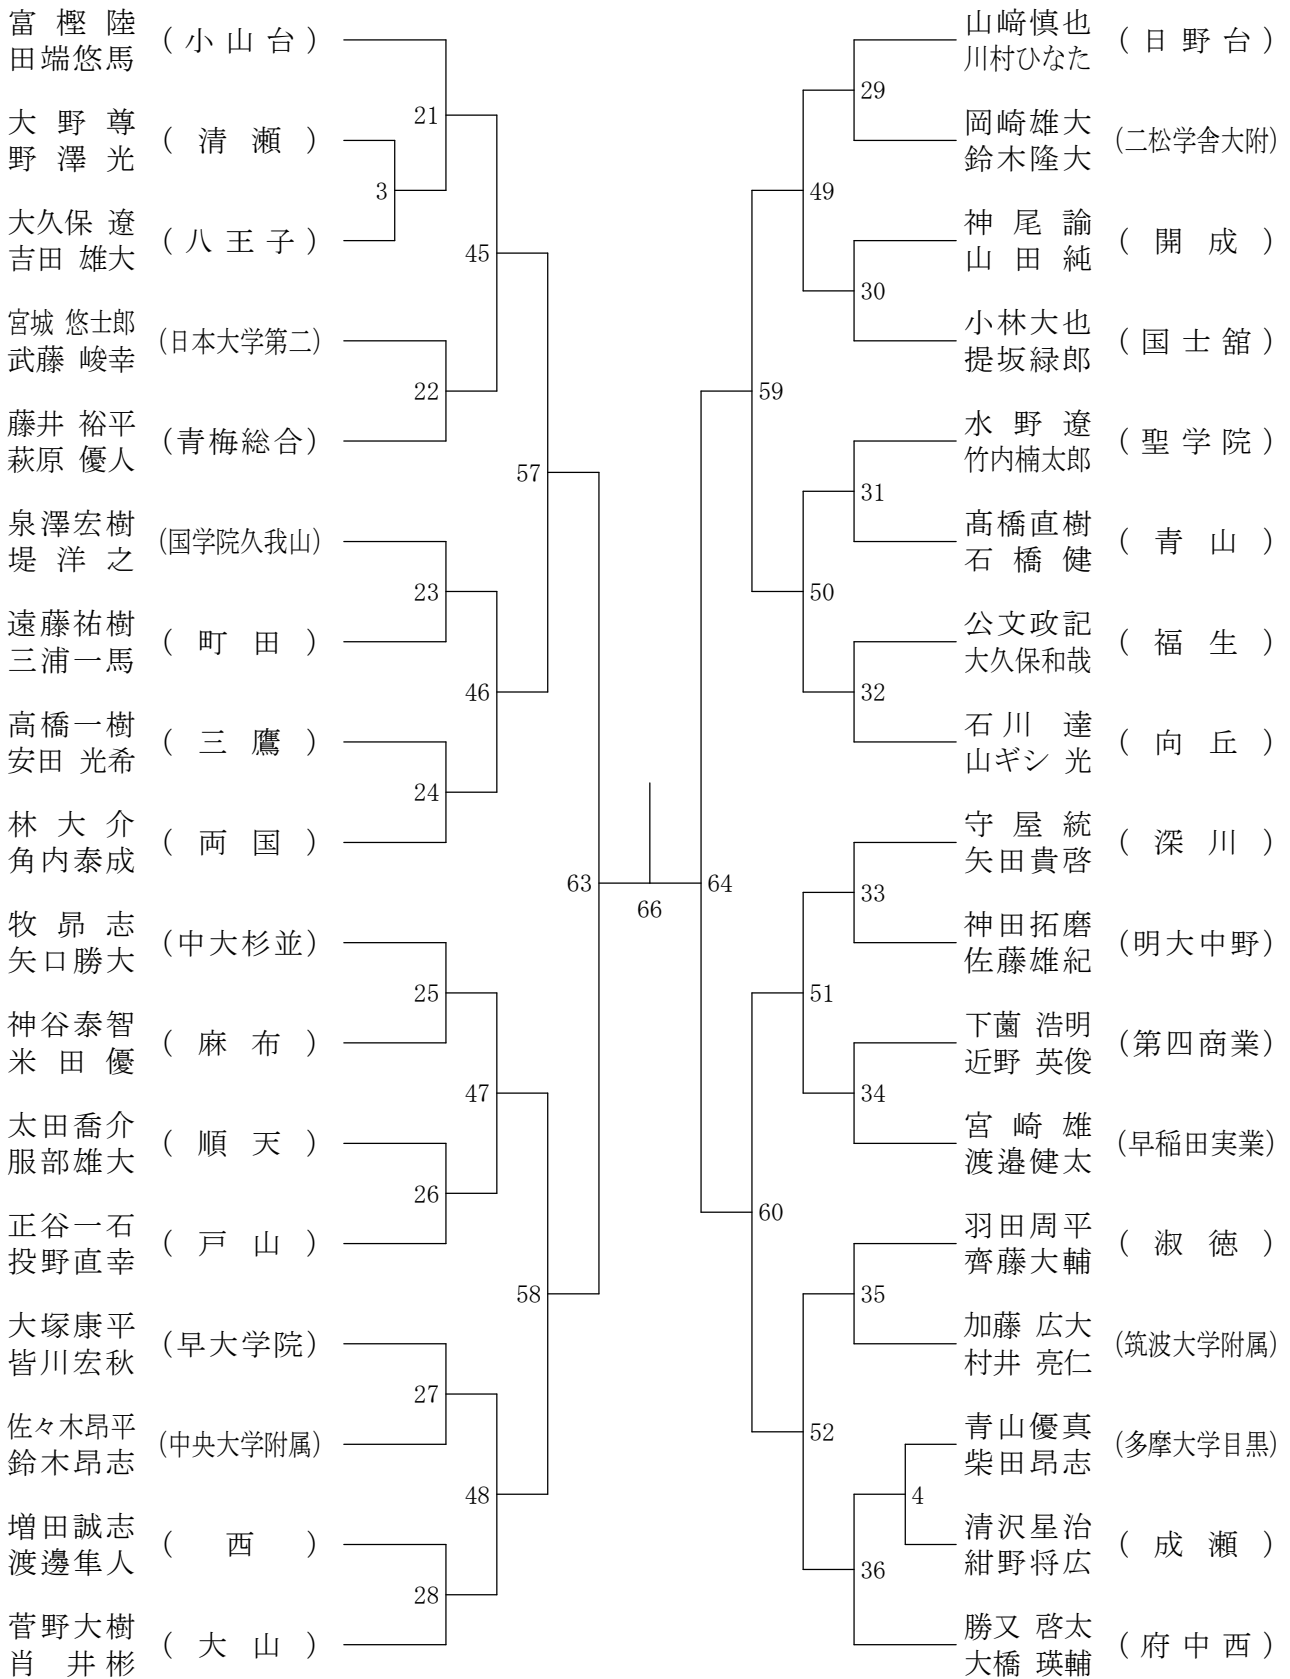 富樫陸
田端悠馬
(小山台)
大野尊
野澤光
(清瀬)
大久保 遼
吉田 雄大
(八王子)
宮城 悠士郎
武藤 峻幸
(日本大学第二)
藤井 裕平
萩原 優人
(青梅総合)
泉澤宏樹
堤洋之
(国学院久我山)
遠藤祐樹
三浦一馬
(町田)
高橋一樹
安田 光希
(三鷹)
林大介
角内泰成
(両国)
牧昴志
矢口勝大
(中大杉並)
神谷泰智
米田優
(麻布)
太田喬介
服部雄大
(順天)
正谷一石
投野直幸
(戸山)
大塚康平
皆川宏秋
(早大学院)
佐々木昂平
鈴木昂志
(中央大学附属)
増田誠志
渡邊隼人
(西)
菅野大樹
肖井彬
(大山)
21
3
45
22
57
23
46
24
63
25
47
26
58
27
48
28
66
64
29
49
30
59
31
50
32
33
51
34
60
35
52
4
36
山﨑慎也
川村ひなた
(日野台)
岡崎雄大
鈴木隆大
(二松学舎大附)
神尾諭
山田純
(開成)
小林大也
提坂緑郎
(国士舘)
水野遼
竹内楠太郎
(聖学院)
髙橋直樹
石橋健
(青山)
公文政記
大久保和哉
(福生)
石川 達
山ギシ 光
(向丘)
守屋統
矢田貴啓
(深川)
神田拓磨
佐藤雄紀
(明大中野)
下薗 浩明
近野 英俊
(第四商業)
宮崎雄
渡邉健太
(早稲田実業)
羽田周平
齊藤大輔
(淑徳)
加藤 広大
村井 亮仁
(筑波大学附属)
青山優真
柴田昂志
(多摩大学目黒)
清沢星治
紺野将広
(成瀬)
勝又 啓太
大橋 瑛輔
(府中西)